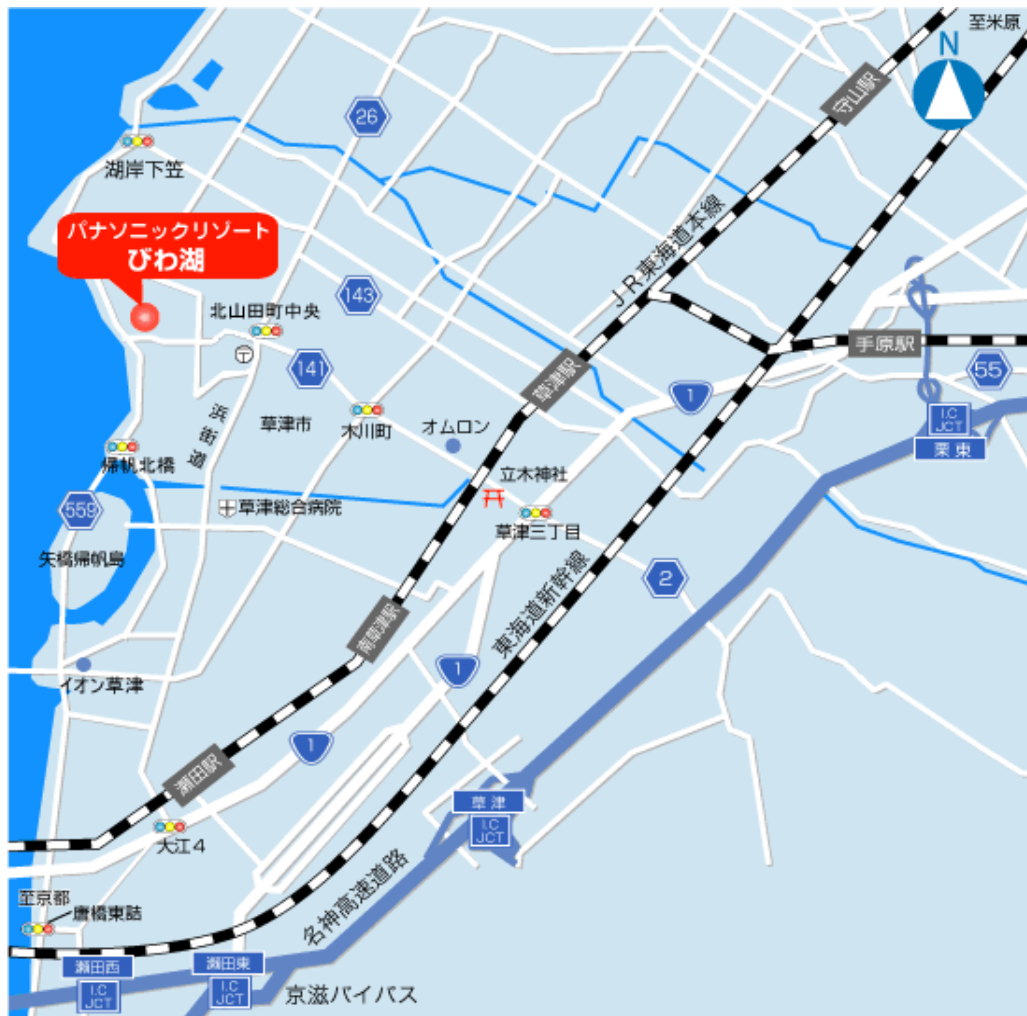 至米原
N
守山駅
26
湖岸下笠
パナソニックリゾート
びわ湖
JR東海道本線
143
北山田町中央
〒
手原駅
141
草津駅
1
55
I.C
JCT
栗東
浜街道
草津市
木川町
オムロン
帰帆北橋
立木神社
559
草津総合病院
草津三丁目
矢橋帰帆島
2
東海道新幹線
南草津駅
1
イオン草津
1
瀬田駅
草津
I.C
JCT
大江4
名神高速道路
至京都
唐橋東詰
瀬田西
I.C
JCT
瀬田東
I.C
JCT
京滋バイパス